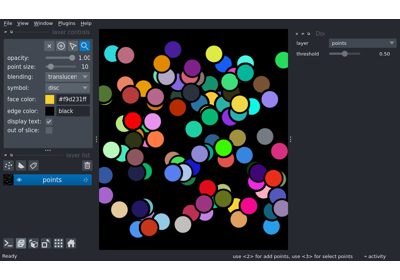 File View Window Plugins Help
layer controls
opacity: 1.00
point size: 10
blending: translucen
symbol: disc
face color: #f9d231ff
edge color: black
display text:
out of slice:
layer list
points
Do
layer points
threshold 0.50
Ready
use <2> for add points, use <3> for select points
activity